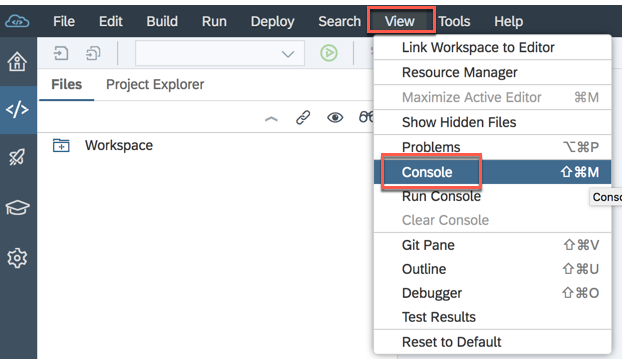 File Edit Build Run Deploy Search View Tools Help
Files Project Explorer
Workspace
Link Workspace to Editor
Resource Manager
Maximize Active Editor ⌘M
Show Hidden Files
Problems ⌥⌘P
Console ⇧⌘M
Run Console
Clear Console
Git Pane ⇧⌘V
Outline ⇧⌘U
Debugger ⇧⌘O
Test Results
Reset to Default